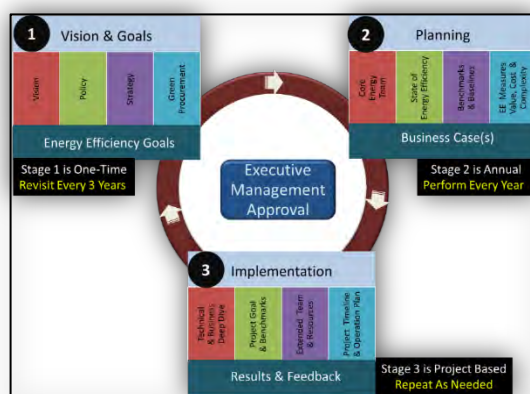 1
Vision & Goals
Vision
Policy
Strategy
Green
Procurement
Energy Efficiency Goals
Stage 1 is One-Time
Revisit Every 3 Years
2
Planning
Core
Energy
Team
State of
Energy Efficiency
Benchmarks
& Baselines
EE Measures
Value, Cost &
Complexity
Business Case(s)
Stage 2 is Annual
Perform Every Year
Executive
Management
Approval
3
Implementation
Technical
& Business
Deep Dive
Project Goal
& Benchmarks
Extended Team
& Resources
Project Timeline
& Operation Plan
Results & Feedback
Stage 3 is Project Based
Repeat As Needed